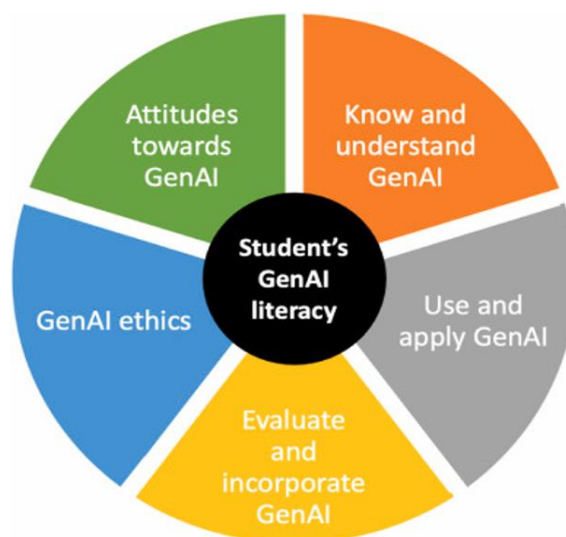 Attitudes
towards
GenAI
Know and
understand
GenAI
Student's
GenAI
literacy
GenAI ethics
Use and
apply GenAI
Evaluate
and
incorporate
GenAI